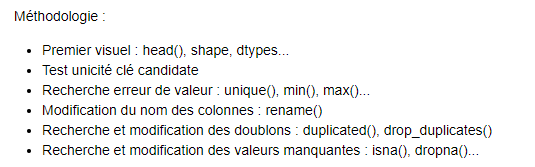 Méthodologie :
Premier visuel : head(), shape, dtypes...
Test unicité clé candidate
Recherche erreur de valeur : unique(), min(), max()...
Modification du nom des colonnes : rename()
Recherche et modification des doublons : duplicated(), drop_duplicates()
Recherche et modification des valeurs manquantes : isna(), dropna()...